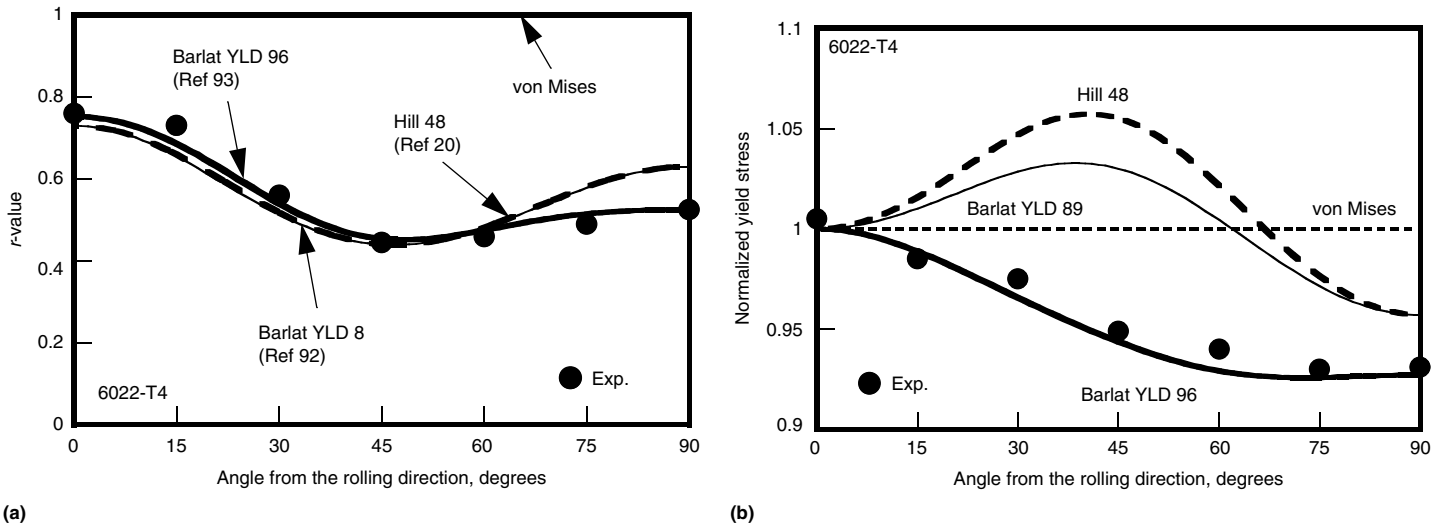 1
Barlat YLD 96
(Ref 93)
von Mises
0.8
Hill 48
(Ref 20)
0.6
r-value
0.4
Barlat YLD 8
(Ref 92)
0.2
Exp.
6022-T4
0
0 15 30 45 60 75 90
Angle from the rolling direction, degrees
(a)
1.1
6022-T4
Hill 48
1.05
Normalized yield stress
Barlat YLD 89
von Mises
1
0.95
Exp.
Barlat YLD 96
0.9
0 15 30 45 60 75 90
Angle from the rolling direction, degrees
(b)